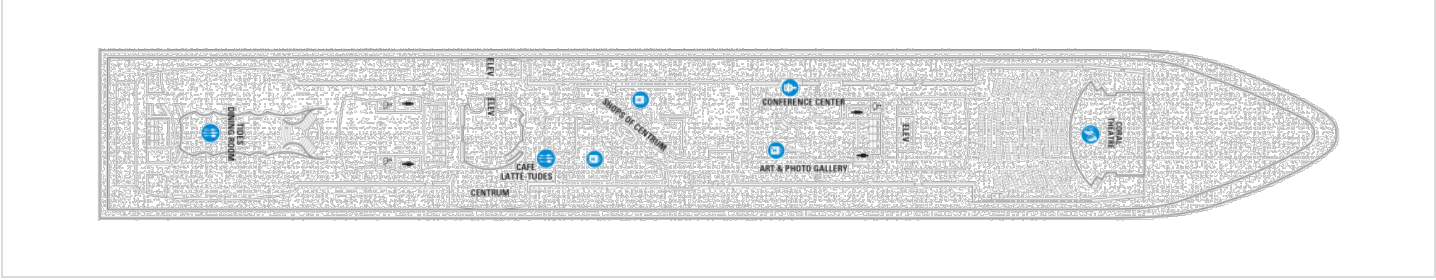 TIDES
DINING ROOM
ELEV
ELEV
CAFE
LATTE-TUDES
CENTRUM
SHOPS OF CENTRUM
CONFERENCE CENTER
ART & PHOTO GALLERY
ELEV
CORAL
THEATRE